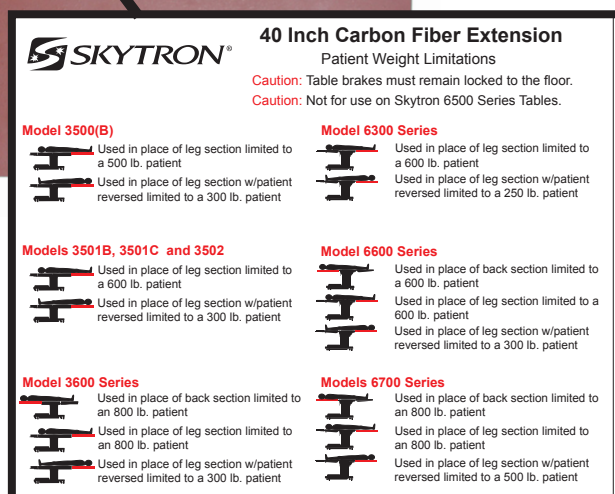 SKYTRON®
40 Inch Carbon Fiber Extension
Patient Weight Limitations
Caution: Table brakes must remain locked to the floor.
Caution: Not for use on Skytron 6500 Series Tables.
Model 3500(B)
Used in place of leg section limited to
a 500 lb. patient
Used in place of leg section w/patient
reversed limited to a 300 lb. patient
Models 3501B, 3501C and 3502
Used in place of leg section limited to
a 600 lb. patient
Used in place of leg section w/patient
reversed limited to a 300 lb. patient
Model 3600 Series
Used in place of back section limited to
an 800 lb. patient
Used in place of leg section limited to
an 800 lb. patient
Used in place of leg section w/patient
reversed limited to a 300 lb. patient
Model 6300 Series
Used in place of leg section limited to
a 600 lb. patient
Used in place of leg section w/patient
reversed limited to a 250 lb. patient
Model 6600 Series
Used in place of back section limited to
a 600 lb. patient
Used in place of leg section limited to a
600 lb. patient
Used in place of leg section w/patient
reversed limited to a 300 lb. patient
Models 6700 Series
Used in place of back section limited to
an 800 lb. patient
Used in place of leg section limited to
an 800 lb. patient
Used in place of leg section w/patient
reversed limited to a 500 lb. patient